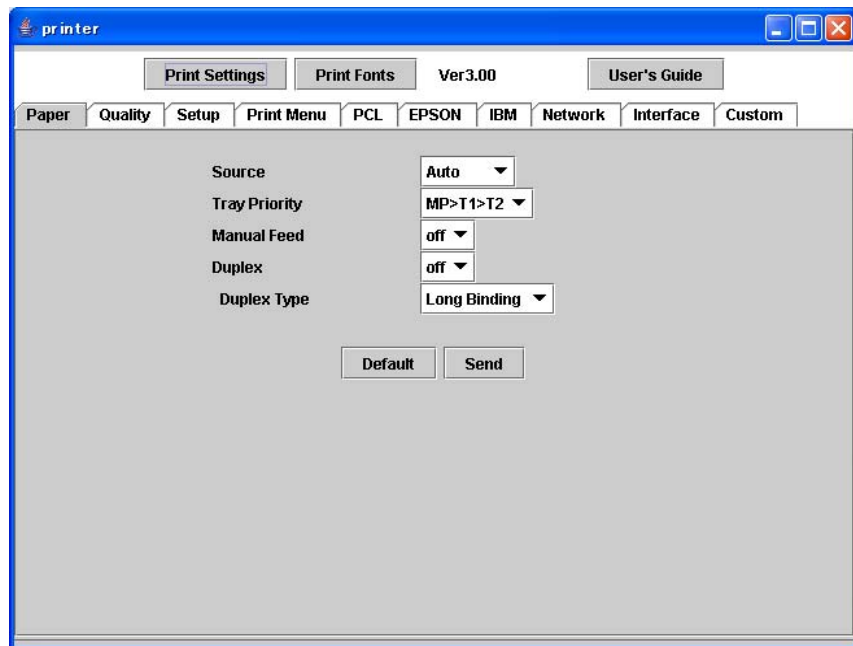 printer
Print Settings Print Fonts Ver3.00 User's Guide
Paper Quality Setup Print Menu PCL EPSON IBM Network Interface Custom
Source Auto
Tray Priority MP>T1>T2
Manual Feed off
Duplex off
Duplex Type Long Binding
Default Send